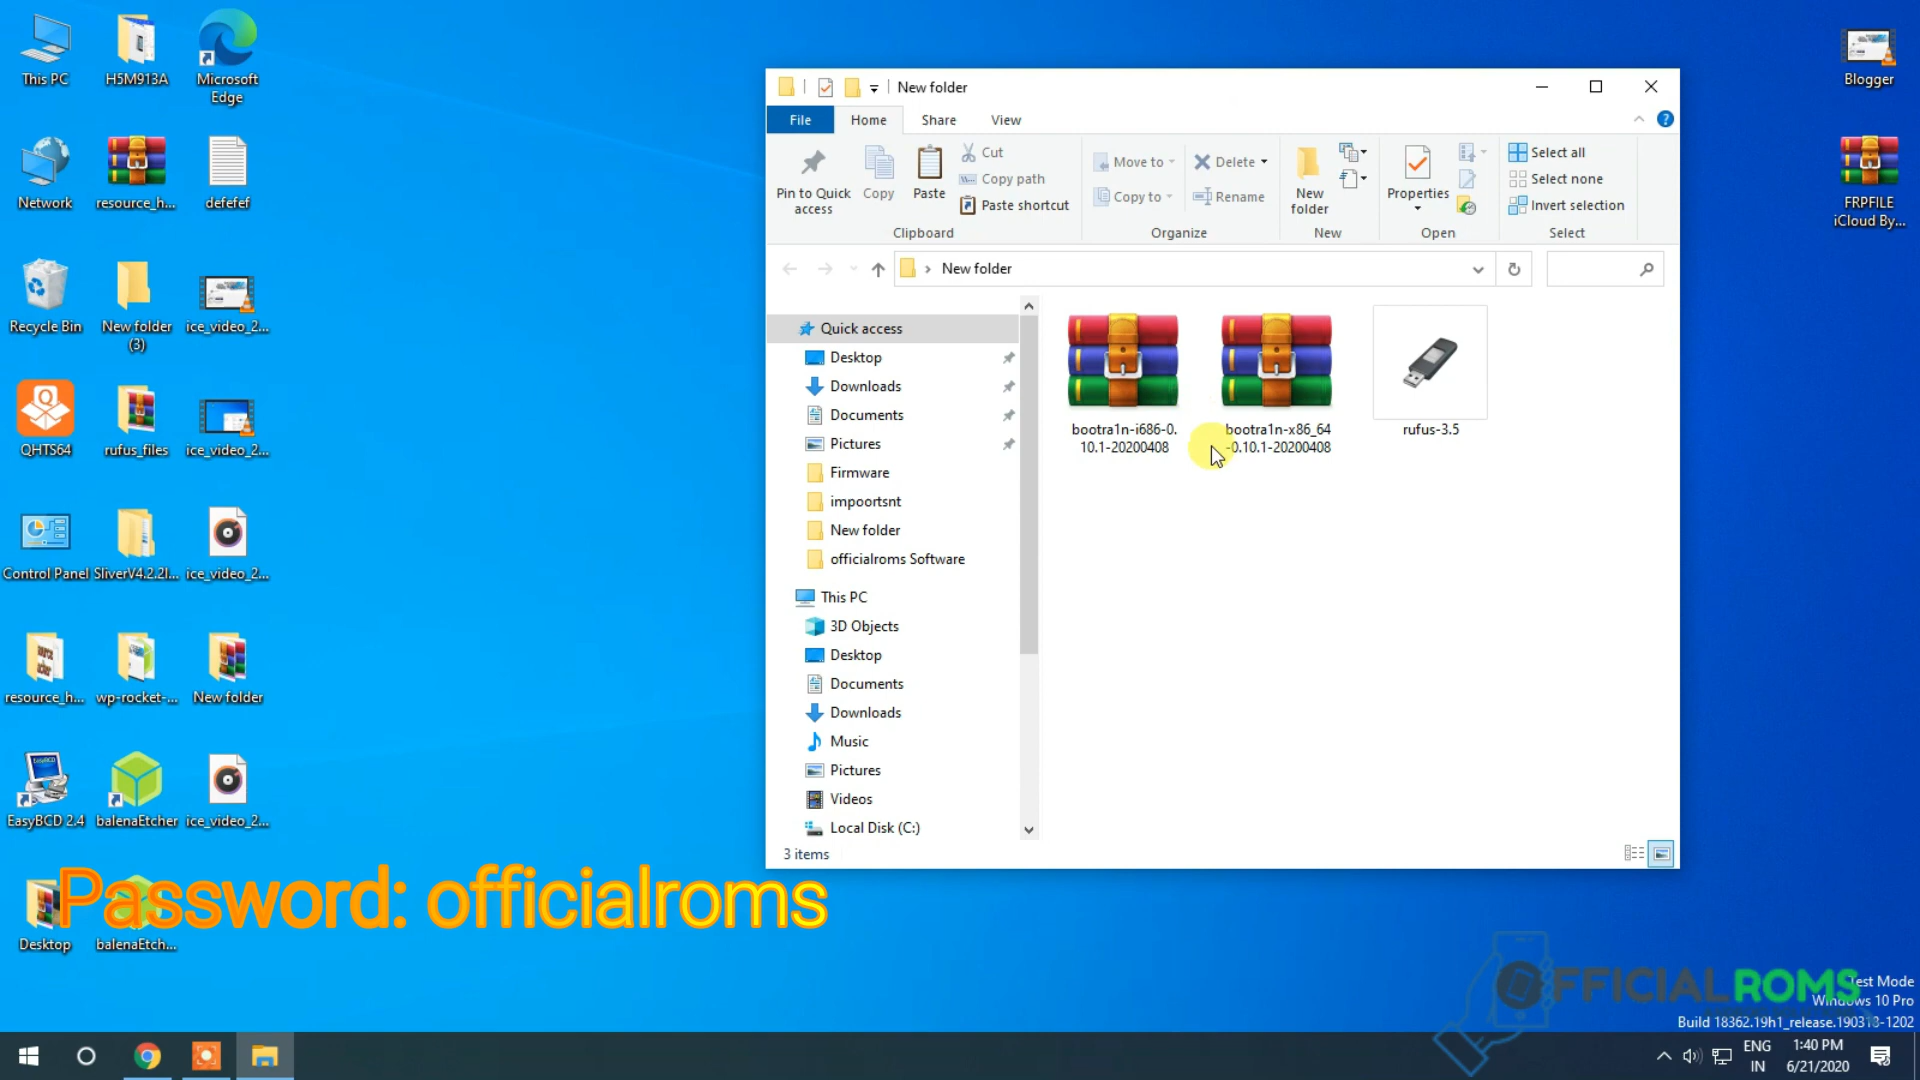 This PC
H5M913A
Microsoft
Edge
Network
resource_h...
defefef
Recycle Bin
New folder
(3)
ice_video_2...
QHTS64
rufus_files
ice_video_2...
Control Panel
SliverV4.2.2I...
ice_video_2...
resource_h...
wp-rocket-...
New folder
EasyBCD 2.4
balenaEtcher
ice_video_2...
Desktop
balenaEtch...
Password: officialroms
New folder
File
Home
Share
View
Pin to Quick
access
Copy
Paste
Cut
Copy path
Paste shortcut
Clipboard
Move to
Copy to
Delete
Rename
Organize
New
folder
New
Properties
Open
Select all
Select none
Invert selection
Select
New folder
Quick access
Desktop
Downloads
Documents
Pictures
Firmware
impoortsnt
New folder
officialroms Software
This PC
3D Objects
Desktop
Documents
Downloads
Music
Pictures
Videos
Local Disk (C:)
bootra1n-i686-0.
10.1-20200408
bootra1n-x86_64
-0.10.1-20200408
rufus-3.5
3 items
Blogger
FRPFILE
iCloud By...
OFFICIALROMS
Test Mode
Windows 10 Pro
Build 18362.19h1_release.190318-1202
ENG
IN
1:40 PM
6/21/2020